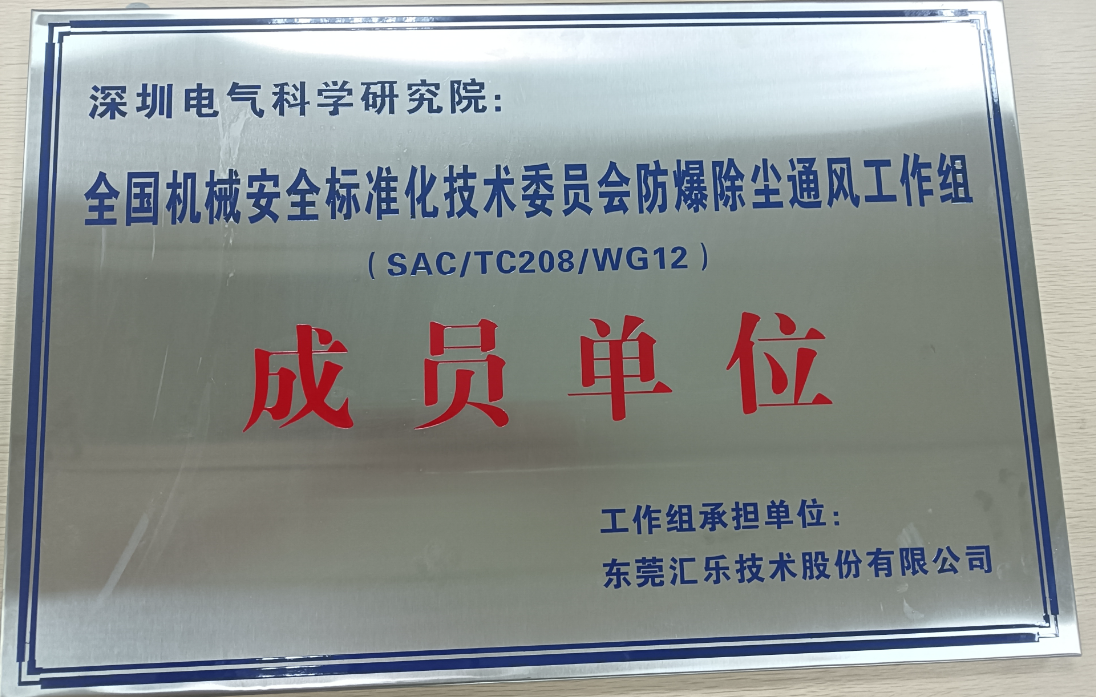 深圳电气科学研究院：
全国机械安全标准化技术委员会防爆除尘通风工作组
（SAC/TC208/WG12）
成员单位
工作组承担单位：
东莞汇乐技术股份有限公司